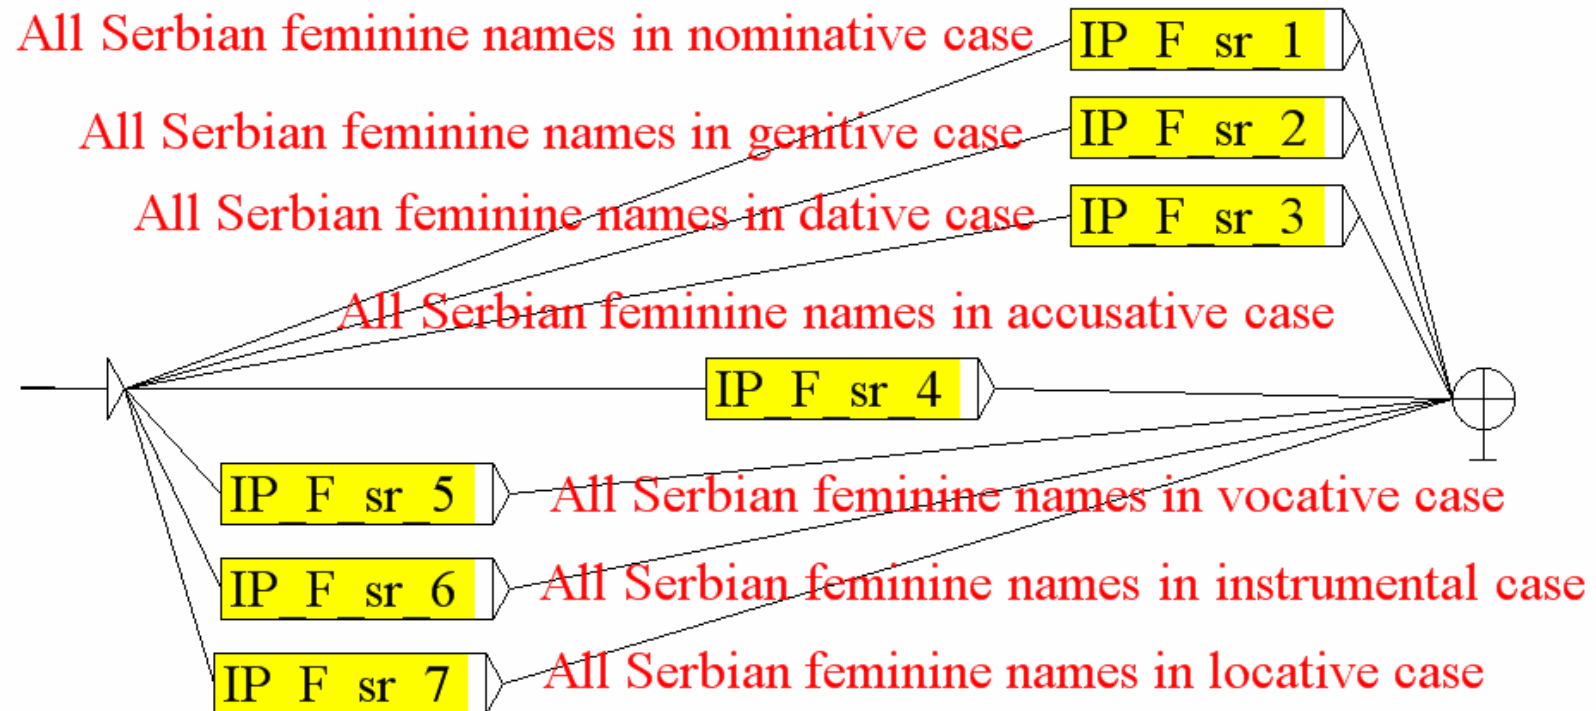 All Serbian feminine names in nominative case IP_F_sr_1
All Serbian feminine names in genitive case IP_F_sr_2
All Serbian feminine names in dative case IP_F_sr_3
All Serbian feminine names in accusative case
IP_F_sr_4
IP_F_sr_5 All Serbian feminine names in vocative case
IP_F_sr_6 All Serbian feminine names in instrumental case
IP_F_sr_7 All Serbian feminine names in locative case